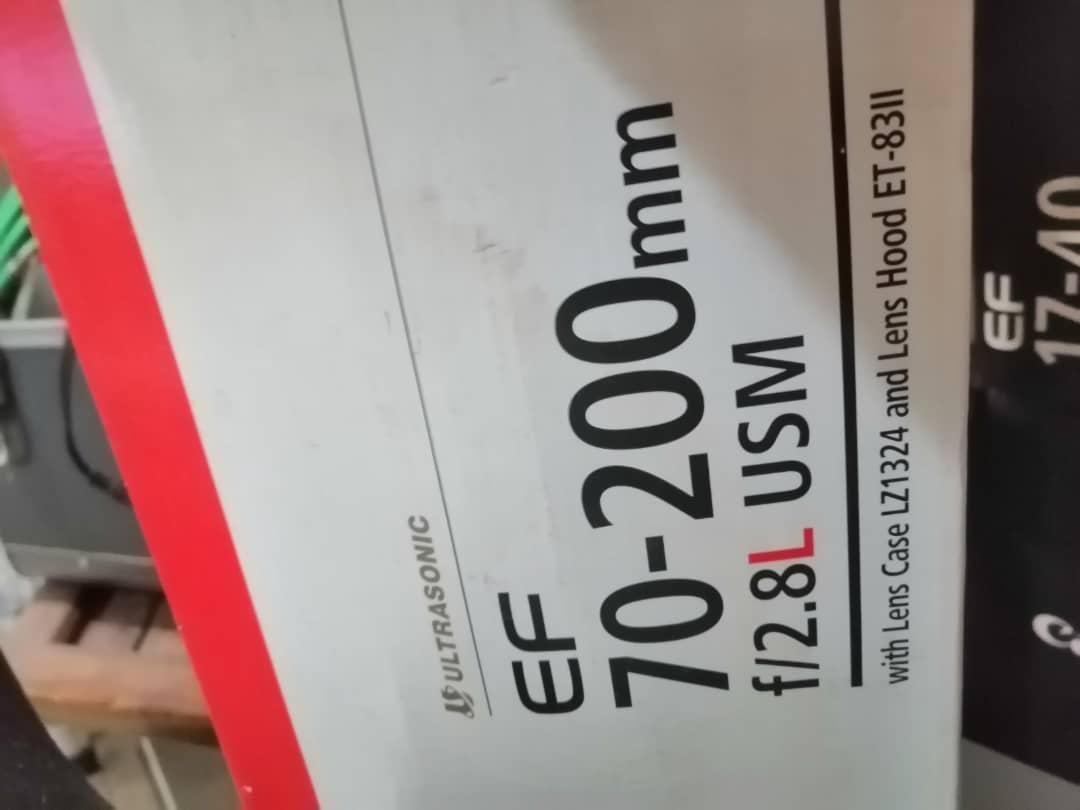 ULTRASONIC
EF
70-200mm
f/2.8L USM
with Lens Case LZ1324 and Lens Hood ET-83II
EF
17-40